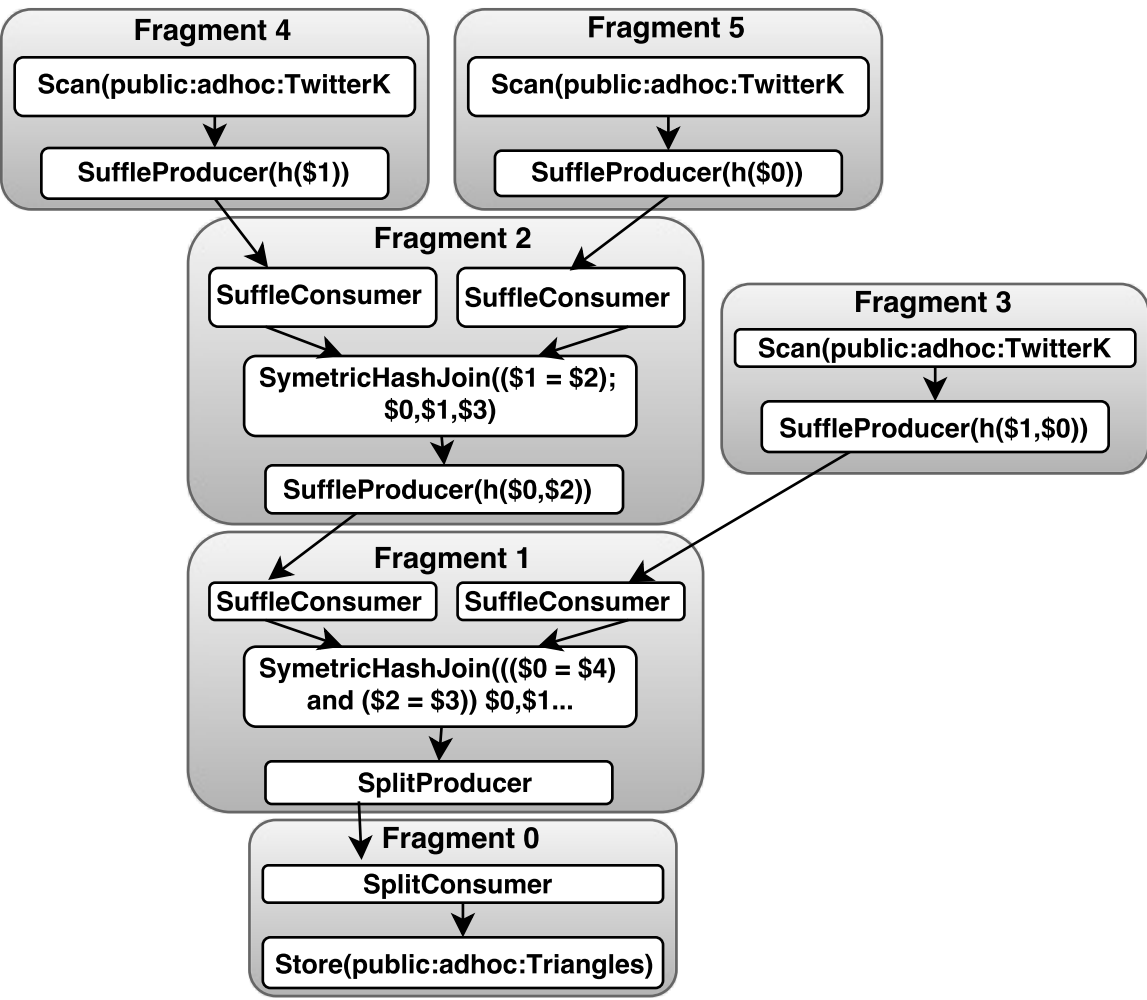 Fragment 4
Scan(public:adhoc:TwitterK
SuffleProducer(h($1))
Fragment 5
Scan(public:adhoc:TwitterK
SuffleProducer(h($0))
Fragment 2
SuffleConsumer
SuffleConsumer
SymetricHashJoin(($1 = $2);
$0,$1,$3)
SuffleProducer(h($0,$2))
Fragment 3
Scan(public:adhoc:TwitterK
SuffleProducer(h($1,$0))
Fragment 1
SuffleConsumer
SuffleConsumer
SymetricHashJoin((($0 = $4)
and ($2 = $3)) $0,$1...
SplitProducer
Fragment 0
SplitConsumer
Store(public:adhoc:Triangles)